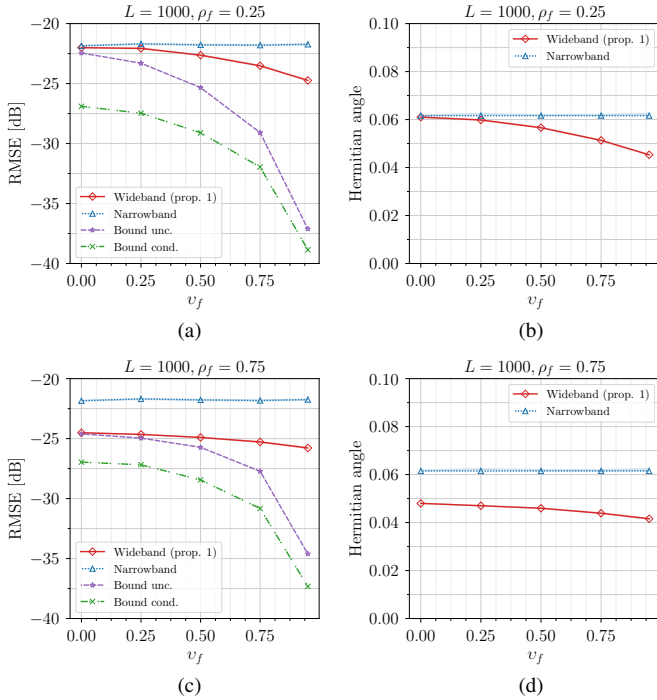 L = 1000, ρ_f = 0.25
RMSE [dB]
−20
−25
−30
−35
−40
Wideband (prop. 1)
Narrowband
Bound unc.
Bound cond.
0.00 0.25 0.50 0.75
υ_f
(a)
L = 1000, ρ_f = 0.25
Hermitian angle
0.10
0.08
0.06
0.04
0.02
0.00
Wideband (prop. 1)
Narrowband
0.00 0.25 0.50 0.75
υ_f
(b)
L = 1000, ρ_f = 0.75
RMSE [dB]
−20
−25
−30
−35
−40
Wideband (prop. 1)
Narrowband
Bound unc.
Bound cond.
0.00 0.25 0.50 0.75
υ_f
(c)
L = 1000, ρ_f = 0.75
Hermitian angle
0.10
0.08
0.06
0.04
0.02
0.00
Wideband (prop. 1)
Narrowband
0.00 0.25 0.50 0.75
υ_f
(d)